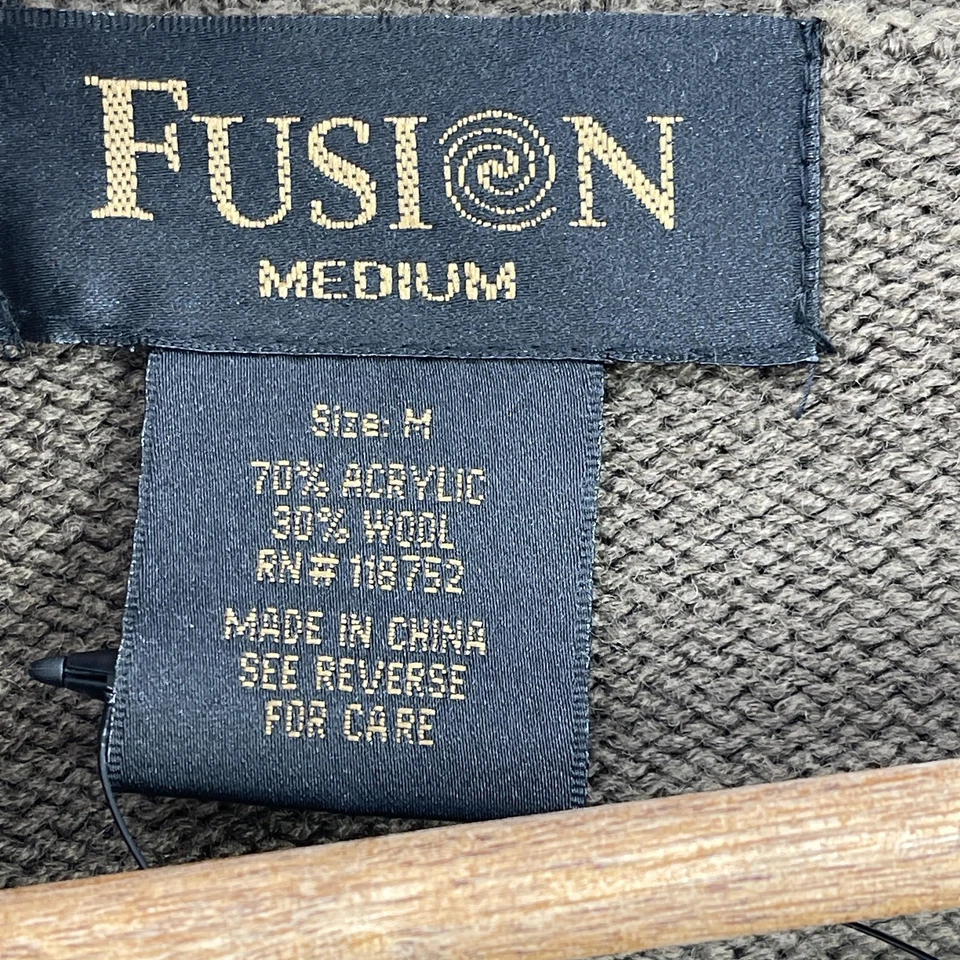 FUSION
MEDIUM
Size: M
70% ACRYLIC
30% WOOL
RN# 118752
MADE IN CHINA
SEE REVERSE
FOR CARE